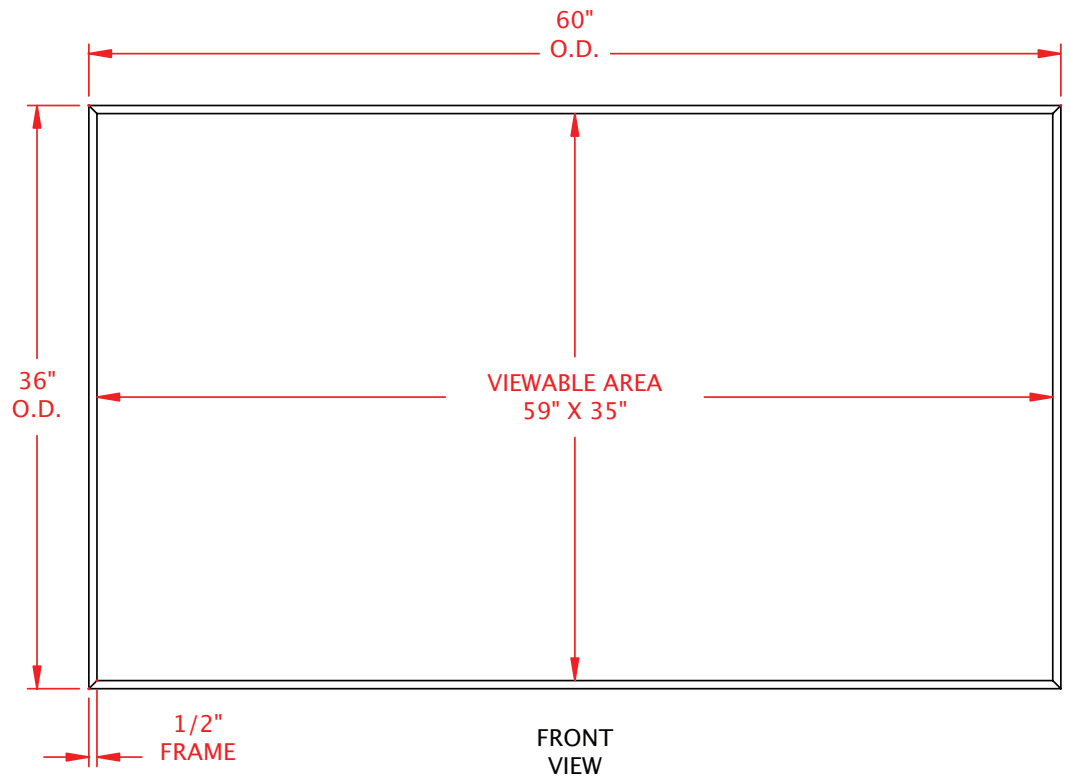 60"
O.D.
36"
O.D.
VIEWABLE AREA
59" X 35"
1/2"
FRAME
FRONT
VIEW